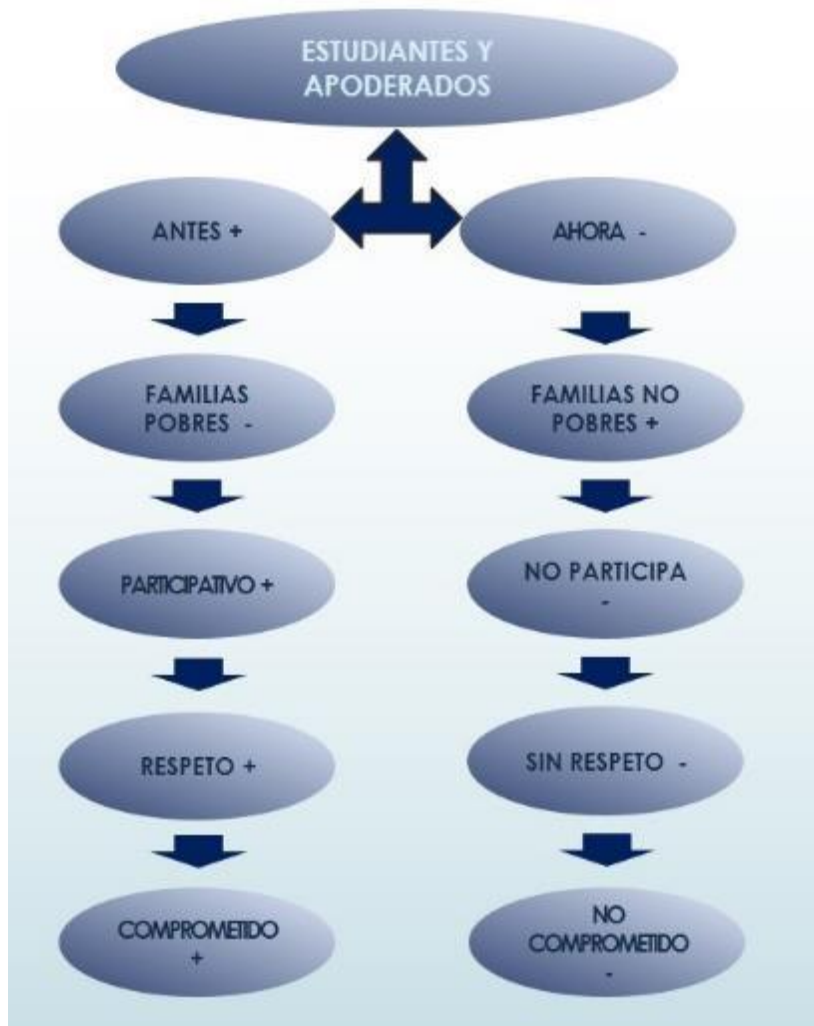 ESTUDIANTES Y
APODERADOS
ANTES +
AHORA -
FAMILIAS
POBRES -
FAMILIAS NO
POBRES +
PARTICIPATIVO +
NO PARTICIPA
-
RESPETO +
SIN RESPETO -
COMPROMETIDO
+
NO
COMPROMETIDO
-